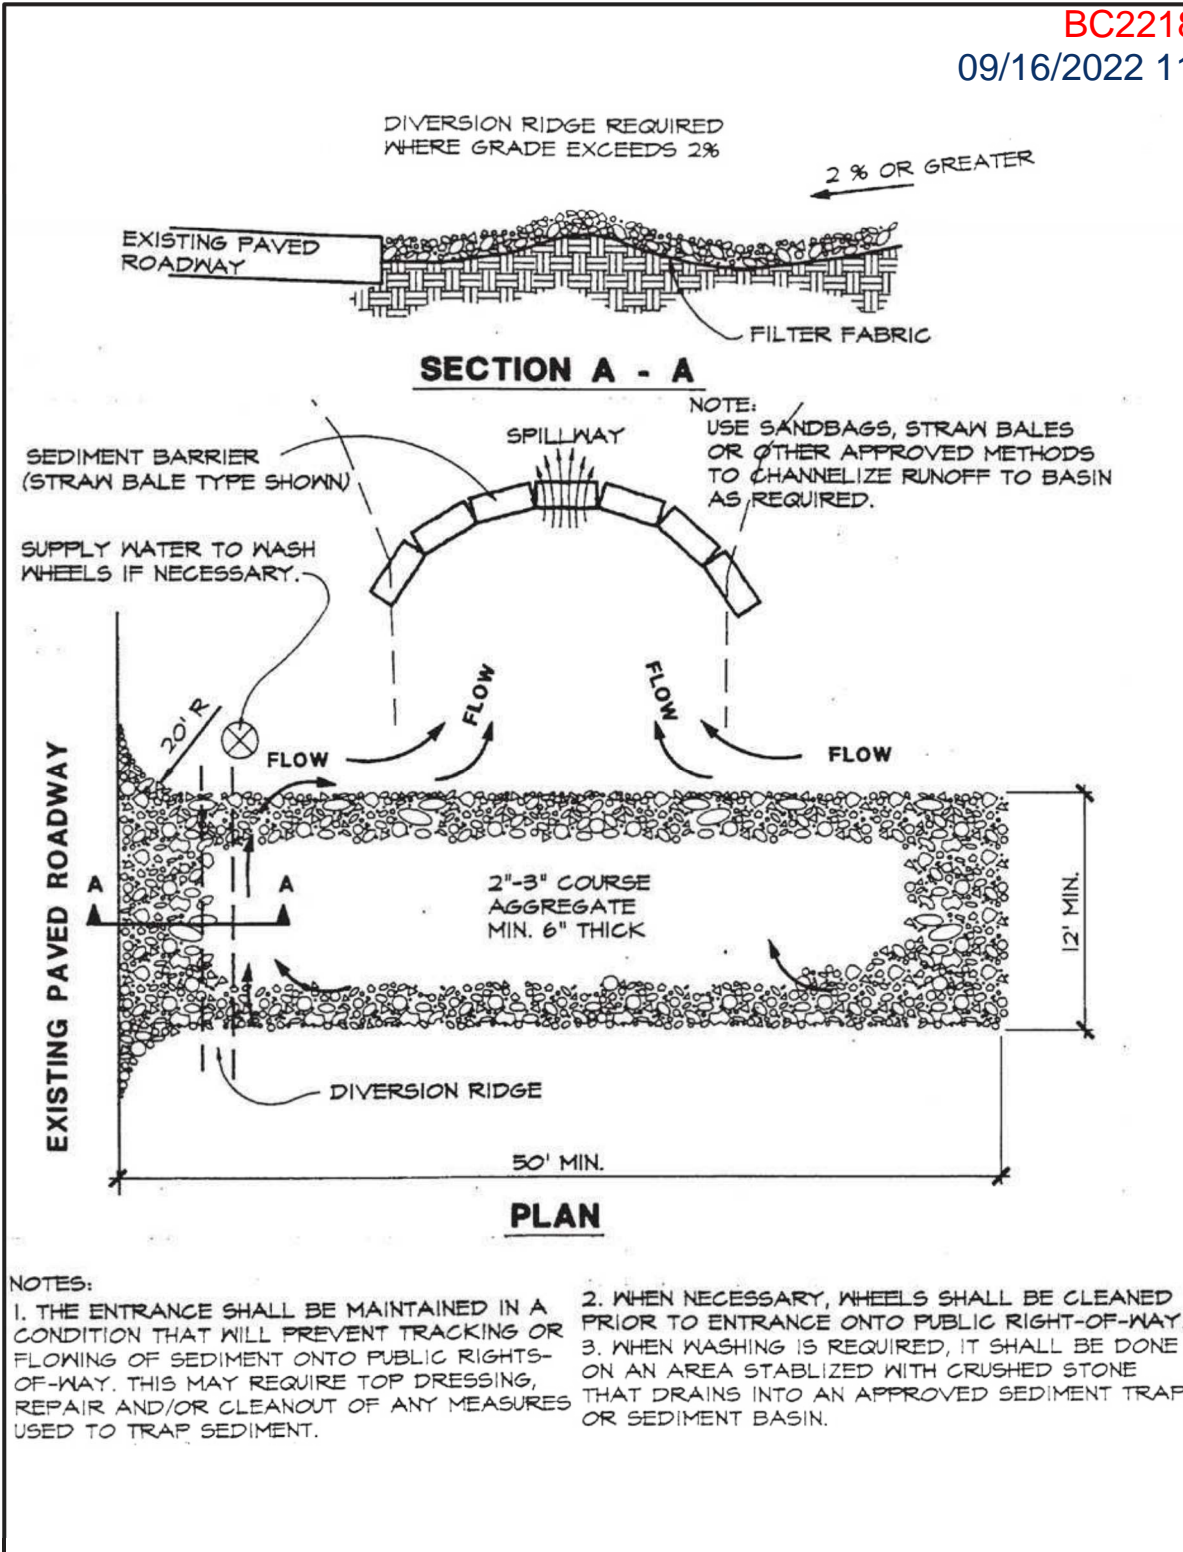 BC2218
09/16/2022 11
DIVERSION RIDGE REQUIRED
WHERE GRADE EXCEEDS 2%
2 % OR GREATER
EXISTING PAVED
ROADWAY
FILTER FABRIC
SECTION A - A
NOTE:
USE SANDBAGS, STRAW BALES
OR OTHER APPROVED METHODS
TO CHANNELIZE RUNOFF TO BASIN
AS REQUIRED.
SPILLWAY
SEDIMENT BARRIER
(STRAW BALE TYPE SHOWN)
SUPPLY WATER TO WASH
WHEELS IF NECESSARY.
FLOW
FLOW
20' R
FLOW
FLOW
EXISTING PAVED ROADWAY
A
A
2"-3" COURSE
AGGREGATE
MIN. 6" THICK
12' MIN.
DIVERSION RIDGE
50' MIN.
PLAN
NOTES:
1. THE ENTRANCE SHALL BE MAINTAINED IN A
CONDITION THAT WILL PREVENT TRACKING OR
FLOWING OF SEDIMENT ONTO PUBLIC RIGHTS-
OF-WAY. THIS MAY REQUIRE TOP DRESSING,
REPAIR AND/OR CLEANOUT OF ANY MEASURES
USED TO TRAP SEDIMENT.
2. WHEN NECESSARY, WHEELS SHALL BE CLEANED
PRIOR TO ENTRANCE ONTO PUBLIC RIGHT-OF-WAY.
3. WHEN WASHING IS REQUIRED, IT SHALL BE DONE
ON AN AREA STABLIZED WITH CRUSHED STONE
THAT DRAINS INTO AN APPROVED SEDIMENT TRAP
OR SEDIMENT BASIN.